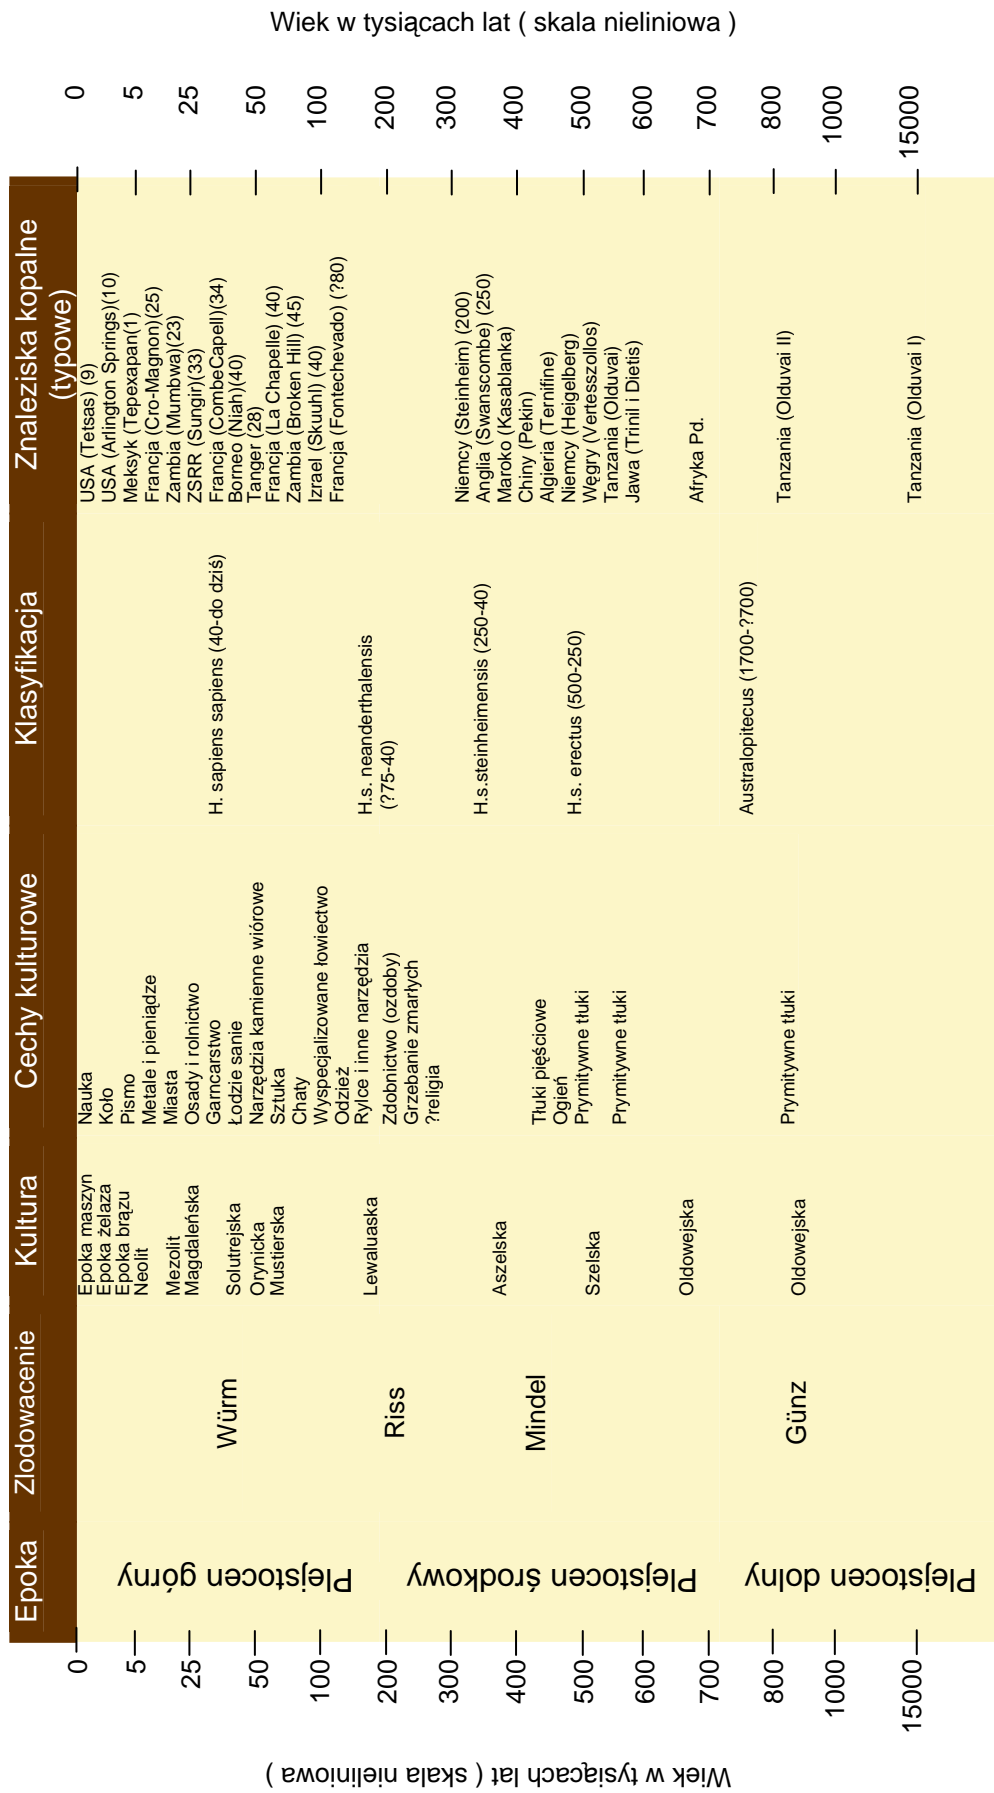 Wiek w tysiącach lat ( skala nieliniowa )
Epoka
Zlodowacenie
Kultura
Cechy kulturowe
Klasyfikacja
Znaleziska kopalne
(typowe)
0
5
25
50
100
200
300
400
500
600
700
800
1000
15000
Plejstocen górny
Plejstocen środkowy
Plejstocen dolny
Würm
Riss
Mindel
Günz
Epoka maszyn
Epoka żelaza
Epoka brązu
Neolit
Mezolit
Magdaleńska
Solutrejska
Orynicka
Mustierska
Lewaluaska
Aszelska
Szelska
Oldowejska
Oldowejska
Nauka
Koło
Pismo
Metale i pieniądze
Miasta
Osady i rolnictwo
Garncarstwo
Łodzie sanie
Narzędzia kamienne wiórowe
Sztuka
Chaty
Wyspecjalizowane łowiectwo
Odzież
Rylce i inne narzędzia
Zdobnictwo (ozdoby)
Grzebanie zmarłych
?religia
Tłuki pięściowe
Ogień
Prymitywne tłuki
Prymitywne tłuki
Prymitywne tłuki
H. sapiens sapiens (40-do dziś)
H.s. neanderthalensis
(?75-40)
H.s.steinheimensis (250-40)
H.s. erectus (500-250)
Australopitecus (1700-?700)
USA (Tetsas) (9)
USA (Arlington Springs)(10)
Meksyk (Tepexapan(1)
Francja (Cro-Magnon)(25)
Zambia (Mumbwa)(23)
ZSRR (Sungir)(33)
Francja (CombeCapell)(34)
Borneo (Niah)(40)
Tanger (28)
Francja (La Chapelle) (40)
Zambia (Broken Hill) (45)
Izrael (Skuuhl) (40)
Francja (Fontechevado) (?80)
Niemcy (Steinheim) (200)
Anglia (Swanscombe) (250)
Maroko (Kasablanka)
Chiny (Pekin)
Algieria (Ternifine)
Niemcy (Heigelberg)
Węgry (Vertesszollos)
Tanzania (Olduvai)
Jawa (Trinil i Dietis)
Afryka Pd.
Tanzania (Olduvai II)
Tanzania (Olduvai I)
0
5
25
50
100
200
300
400
500
600
700
800
1000
15000
Wiek w tysiącach lat ( skala nieliniowa )